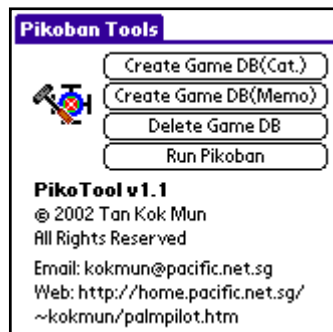 Pikoban Tools
Create Game DB(Cat.)
Create Game DB(Memo)
Delete Game DB
Run Pikoban
PikoTool v1.1
© 2002 Tan Kok Mun
All Rights Reserved
Email: kokmun@pacific.net.sg
Web: http://home.pacific.net.sg/
~kokmun/palmpilot.htm